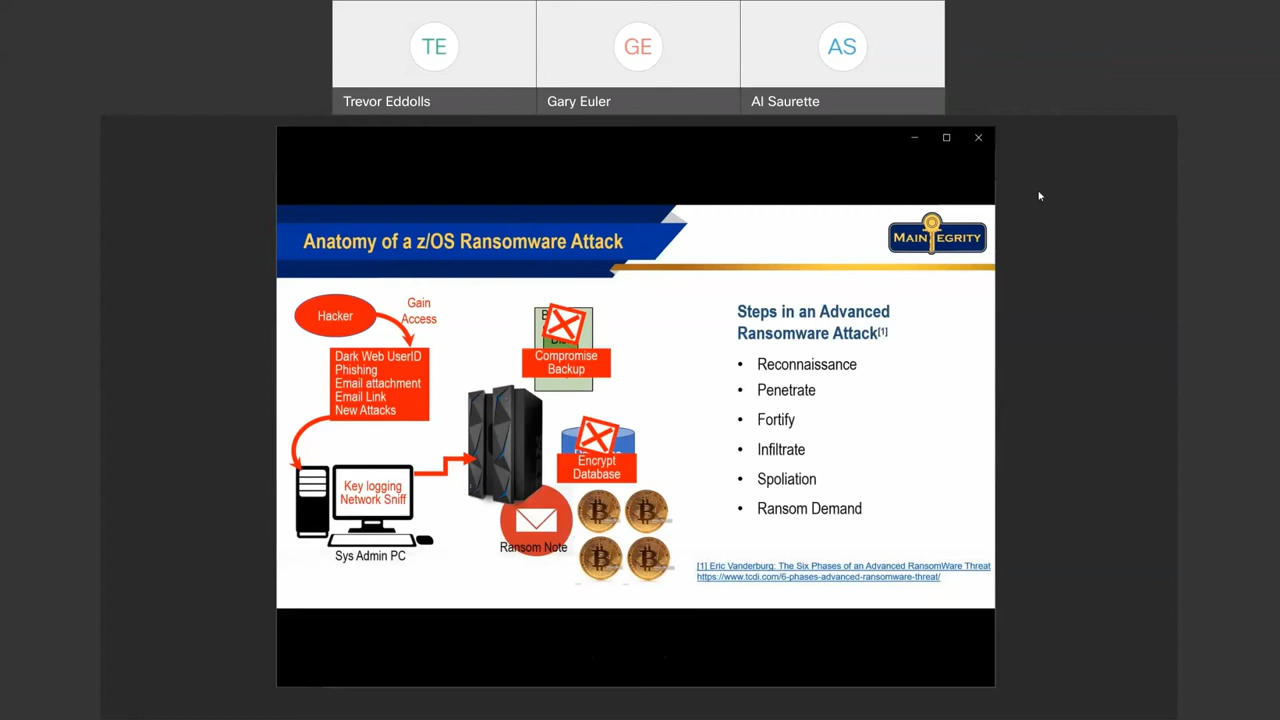 TE
GE
AS
Trevor Eddolls
Gary Euler
Al Saurette
Anatomy of a z/OS Ransomware Attack
MAINTEGRITY
Hacker
Gain
Access
Dark Web UserID
Phishing
Email attachment
Email Link
New Attacks
Key logging
Network Sniff
Sys Admin PC
Compromise
Backup
Encrypt
Database
Ransom Note
Steps in an Advanced
Ransomware Attack[1]
• Reconnaissance
• Penetrate
• Fortify
• Infiltrate
• Spoliation
• Ransom Demand
[1] Eric Vanderburg: The Six Phases of an Advanced RansomWare Threat
https://www.tcdi.com/6-phases-advanced-ransomware-threat/